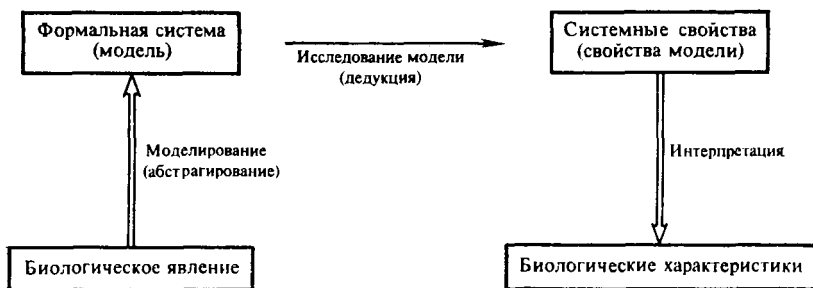 Формальная система
(модель)
Исследование модели
(дедукция)
Системные свойства
(свойства модели)
Моделирование
(абстрагирование)
Интерпретация
Биологическое явление
Биологические характеристики